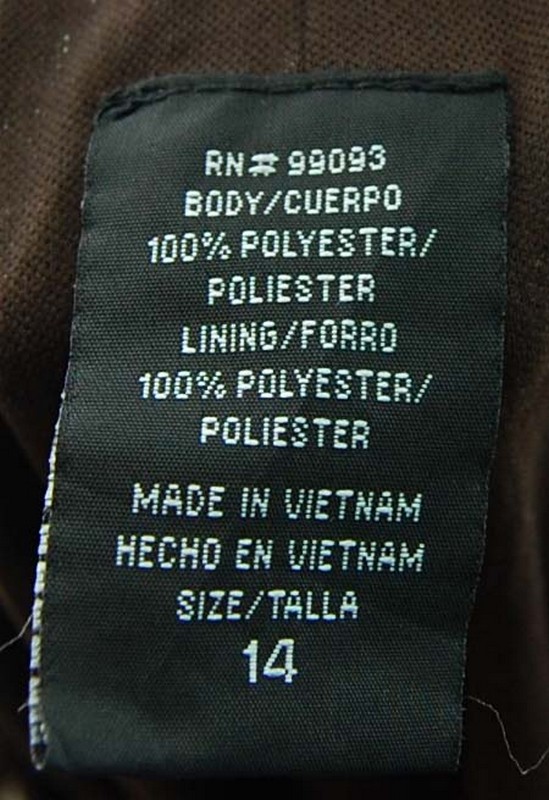 RN# 99093
BODY/CUERPO
100% POLYESTER/
POLIESTER
LINING/FORRO
100% POLYESTER/
POLIESTER
MADE IN VIETNAM
HECHO EN VIETNAM
SIZE/TALLA
14